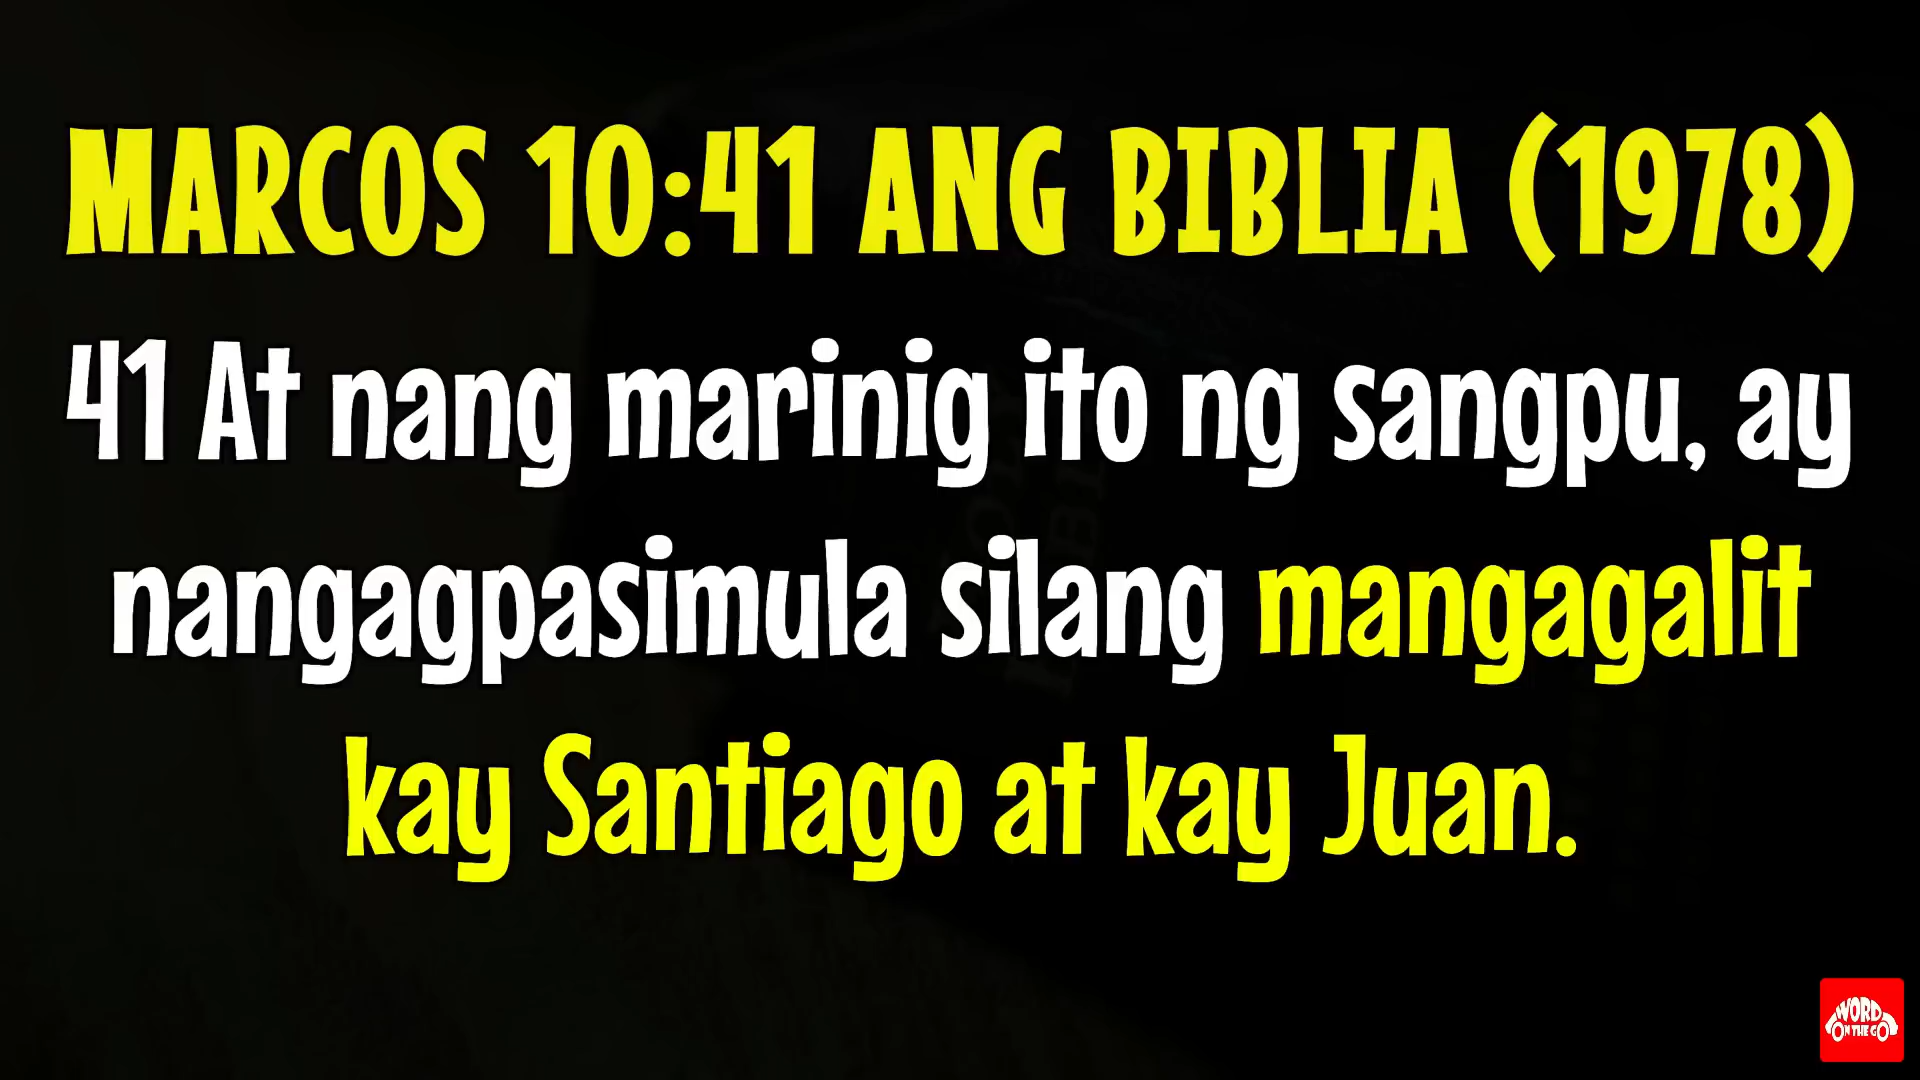 MARCOS 10:41 ANG BIBLIA (1978)
41 At nang marinig ito ng sangpu, ay
nangagpasimula silang mangagalit
kay Santiago at kay Juan.
WORD
ON THE GO